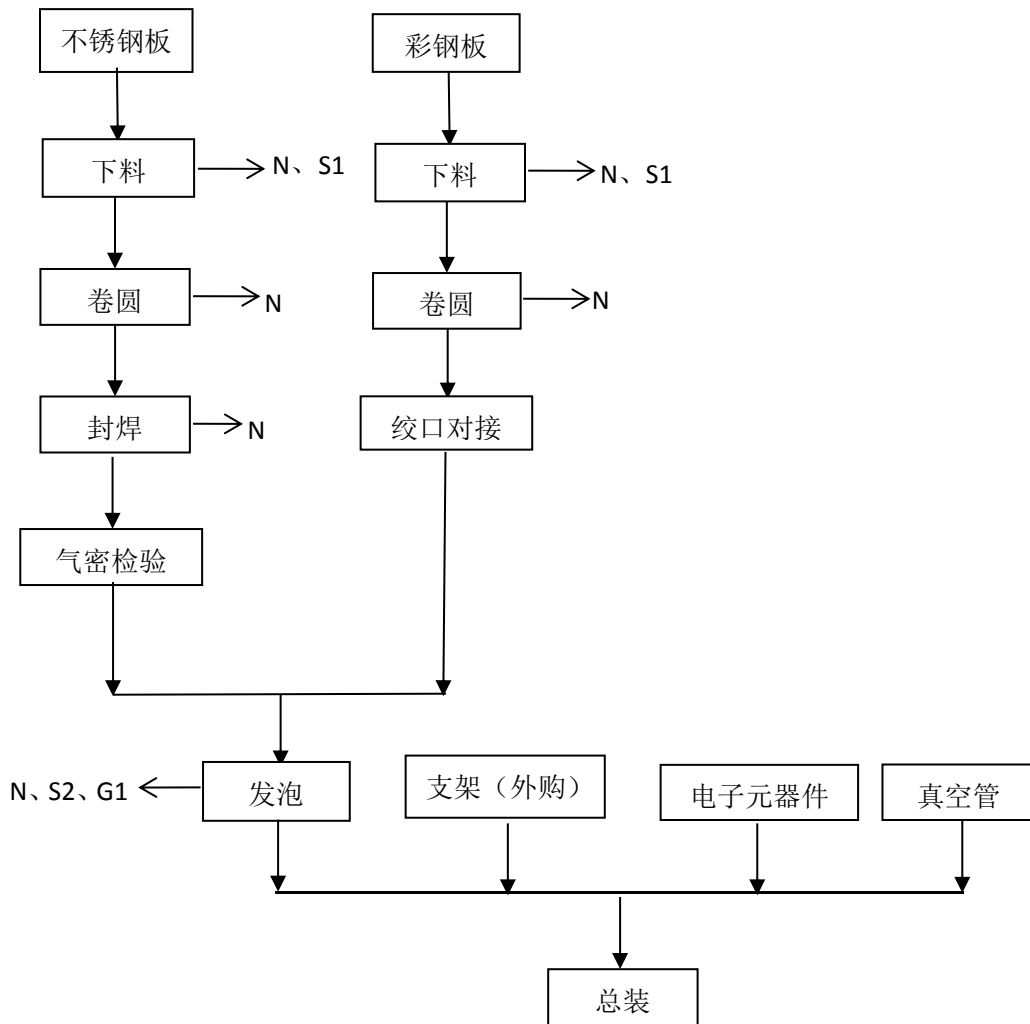 不锈钢板
彩钢板
下料
N、S1
下料
N、S1
卷圆
N
卷圆
N
封焊
N
绞口对接
气密检验
N、S2、G1
发泡
支架（外购）
电子元器件
真空管
总装